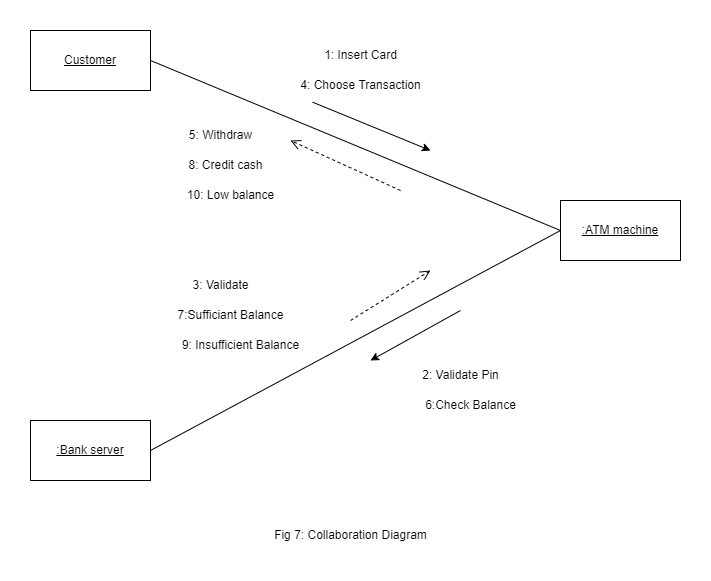 Customer
1: Insert Card
4: Choose Transaction
5: Withdraw
8: Credit cash
10: Low balance
:ATM machine
3: Validate
7:Sufficiant Balance
9: Insufficient Balance
2: Validate Pin
6:Check Balance
:Bank server
Fig 7: Collaboration Diagram